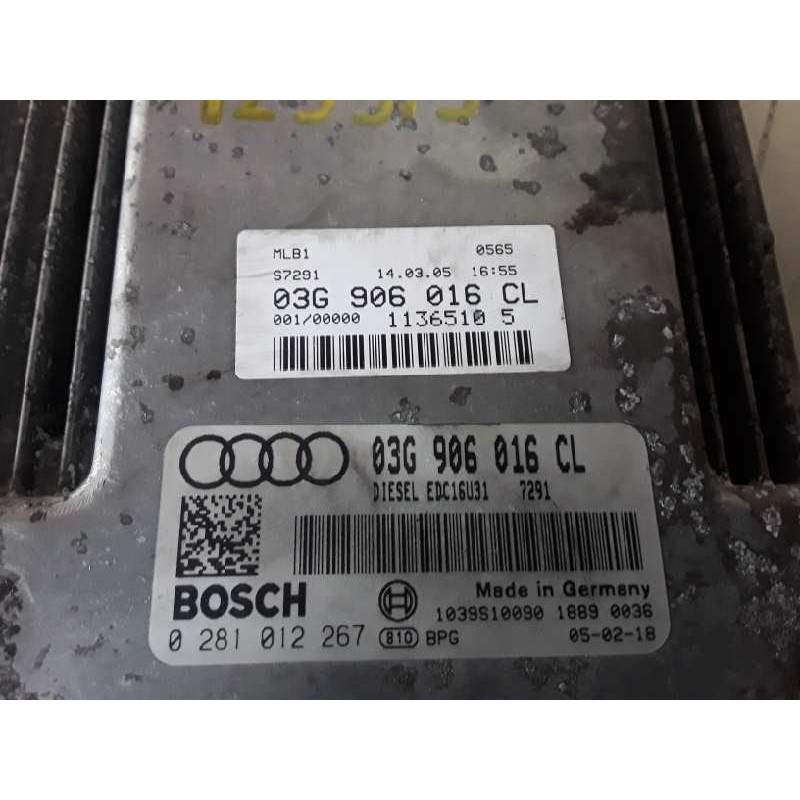 MLB1 0565
S7291 14.03.05 16:55
03G 906 016 CL
001/00000 1136510 5
03G 906 016 CL
DIESEL EDC16U31 7291
BOSCH
Made in Germany
1039S10090 1889 0036
0 281 012 267 810 BPG 05-02-18